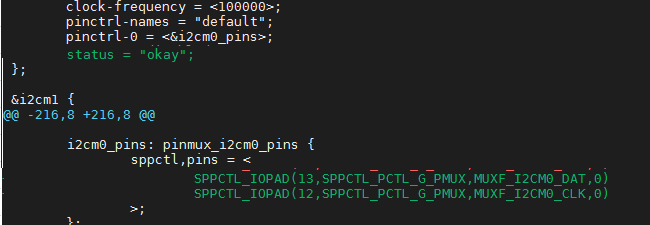 clock-frequency = <100000>;
pinctrl-names = "default";
pinctrl-0 = <&i2cm0_pins>;
status = "okay";
};
&i2cm1 {
@@ -216,8 +216,8 @@
i2cm0_pins: pinmux_i2cm0_pins {
sppctl,pins = <
SPPCTL_IOPAD(13,SPPCTL_PCTL_G_PMUX,MUXF_I2CM0_DAT,0)
SPPCTL_IOPAD(12,SPPCTL_PCTL_G_PMUX,MUXF_I2CM0_CLK,0)
>;
};